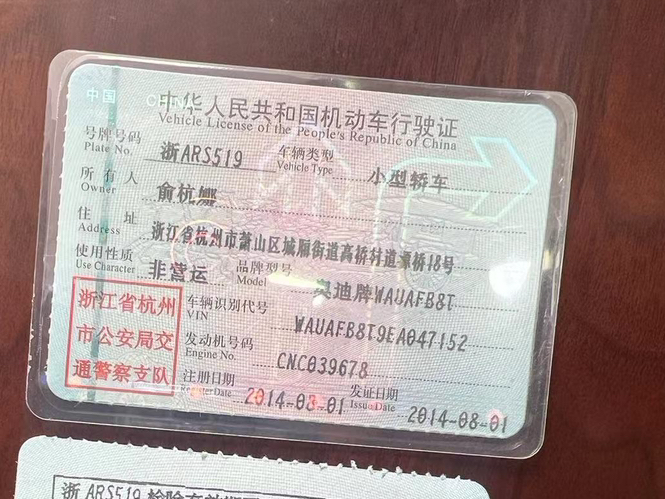 中国 CHINA
中华人民共和国机动车行驶证
Vehicle License of the People's Republic of China
号牌号码 浙ARS519 车辆类型 小型轿车
Plate No. Vehicle Type
所有人 俞杭娜
Owner
住址 浙江省杭州市萧山区城厢街道高桥村道源桥18号
Address
使用性质 非营运 品牌型号 奥迪牌WAUAFB8T
Use Character Model
浙江省杭州
市公安局交
通警察支队
车辆识别代号 WAUAFB8T9EA047152
VIN
发动机号码 CNC039678
Engine No.
注册日期 2014-08-01 发证日期 2014-08-01
Register Date Issue Date
浙ARS519